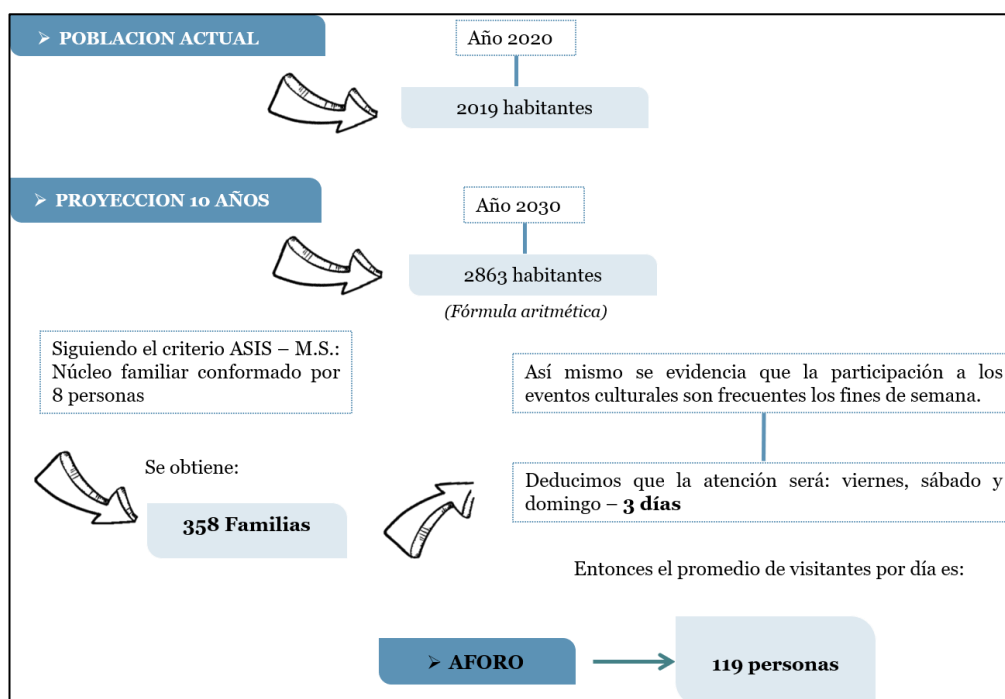 ➢ POBLACION ACTUAL
Año 2020
2019 habitantes
➢ PROYECCION 10 AÑOS
Año 2030
2863 habitantes
(Fórmula aritmética)
Siguiendo el criterio ASIS – M.S.:
Núcleo familiar conformado por
8 personas
Se obtiene:
358 Familias
Así mismo se evidencia que la participación a los
eventos culturales son frecuentes los fines de semana.
Deducimos que la atención será: viernes, sábado y
domingo – 3 días
Entonces el promedio de visitantes por día es:
➢ AFORO
119 personas